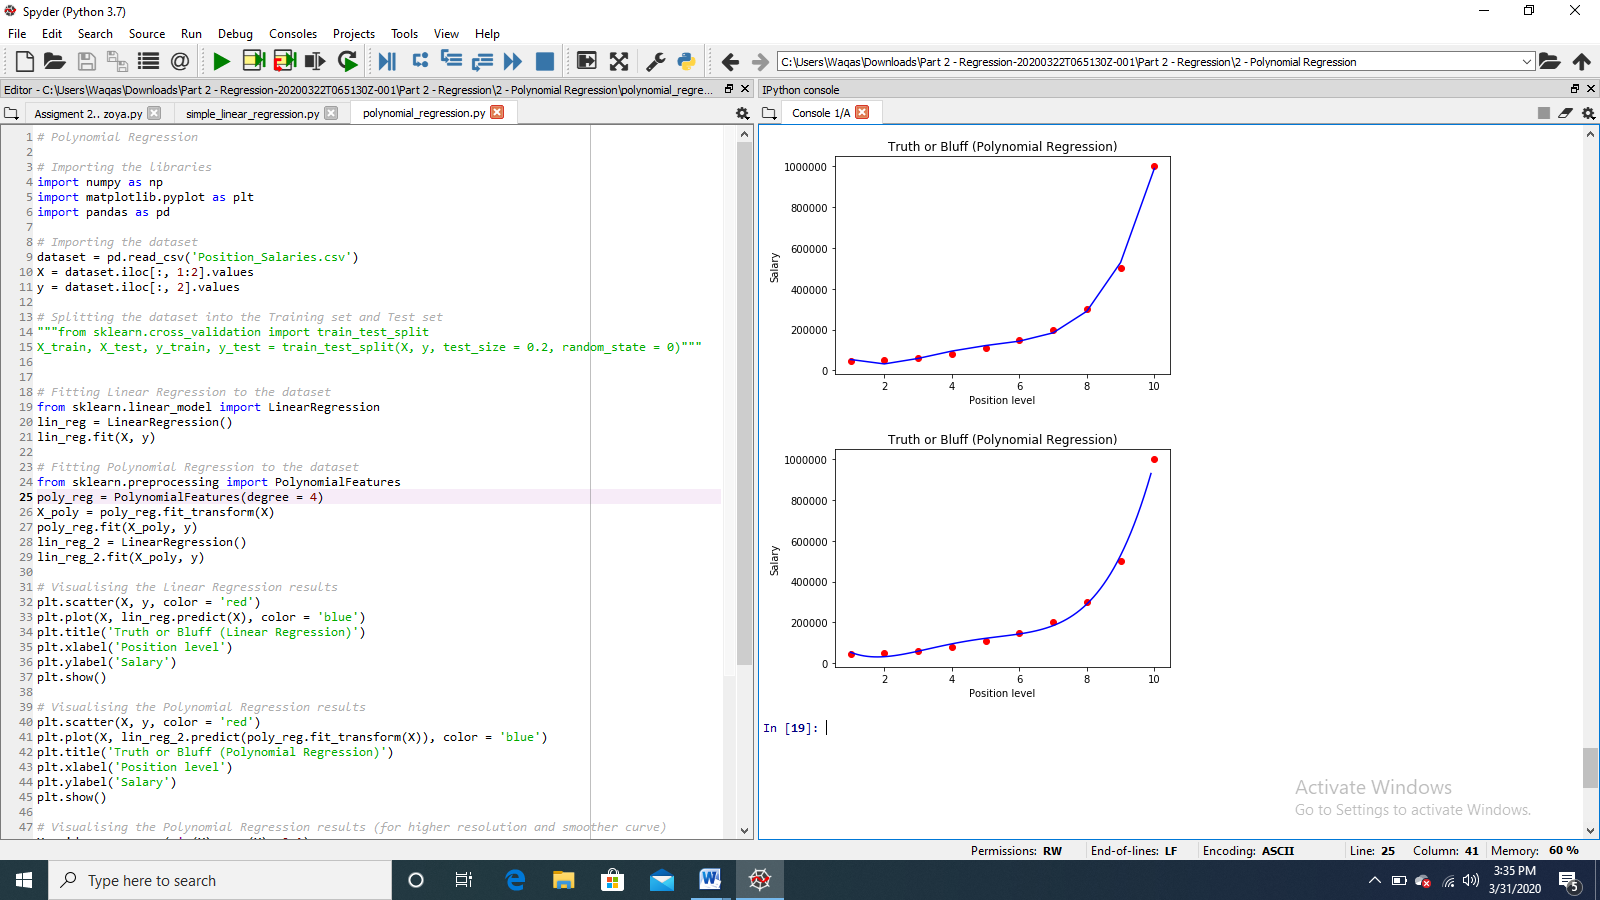 Spyder (Python 3.7)
File Edit Search Source Run Debug Consoles Projects Tools View Help
C:\Users\Waqas\Downloads\Part 2 - Regression-20200322T065130Z-001\Part 2 - Regression\2 - Polynomial Regression
Editor - C:\Users\Waqas\Downloads\Part 2 - Regression-20200322T065130Z-001\Part 2 - Regression\2 - Polynomial Regression\polynomial_regre...
Assigment 2.. zoya.py simple_linear_regression.py polynomial_regression.py
1 # Polynomial Regression
2
3 # Importing the libraries
4 import numpy as np
5 import matplotlib.pyplot as plt
6 import pandas as pd
7
8 # Importing the dataset
9 dataset = pd.read_csv('Position_Salaries.csv')
10 X = dataset.iloc[:, 1:2].values
11 y = dataset.iloc[:, 2].values
12
13 # Splitting the dataset into the Training set and Test set
14 """from sklearn.cross_validation import train_test_split
15 X_train, X_test, y_train, y_test = train_test_split(X, y, test_size = 0.2, random_state = 0)"""
16
17
18 # Fitting Linear Regression to the dataset
19 from sklearn.linear_model import LinearRegression
20 lin_reg = LinearRegression()
21 lin_reg.fit(X, y)
22
23 # Fitting Polynomial Regression to the dataset
24 from sklearn.preprocessing import PolynomialFeatures
25 poly_reg = PolynomialFeatures(degree = 4)
26 X_poly = poly_reg.fit_transform(X)
27 poly_reg.fit(X_poly, y)
28 lin_reg_2 = LinearRegression()
29 lin_reg_2.fit(X_poly, y)
30
31 # Visualising the Linear Regression results
32 plt.scatter(X, y, color = 'red')
33 plt.plot(X, lin_reg.predict(X), color = 'blue')
34 plt.title('Truth or Bluff (Linear Regression)')
35 plt.xlabel('Position level')
36 plt.ylabel('Salary')
37 plt.show()
38
39 # Visualising the Polynomial Regression results
40 plt.scatter(X, y, color = 'red')
41 plt.plot(X, lin_reg_2.predict(poly_reg.fit_transform(X)), color = 'blue')
42 plt.title('Truth or Bluff (Polynomial Regression)')
43 plt.xlabel('Position level')
44 plt.ylabel('Salary')
45 plt.show()
46
47 # Visualising the Polynomial Regression results (for higher resolution and smoother curve)
IPython console
Console 1/A
Truth or Bluff (Polynomial Regression)
1000000
800000
600000
400000
200000
0
Salary
2 4 6 8 10
Position level
Truth or Bluff (Polynomial Regression)
1000000
800000
600000
400000
200000
0
Salary
2 4 6 8 10
Position level
In [19]:
Activate Windows
Go to Settings to activate Windows.
Permissions: RW End-of-lines: LF Encoding: ASCII Line: 25 Column: 41 Memory: 60 %
Type here to search
3:35 PM
3/31/2020
5